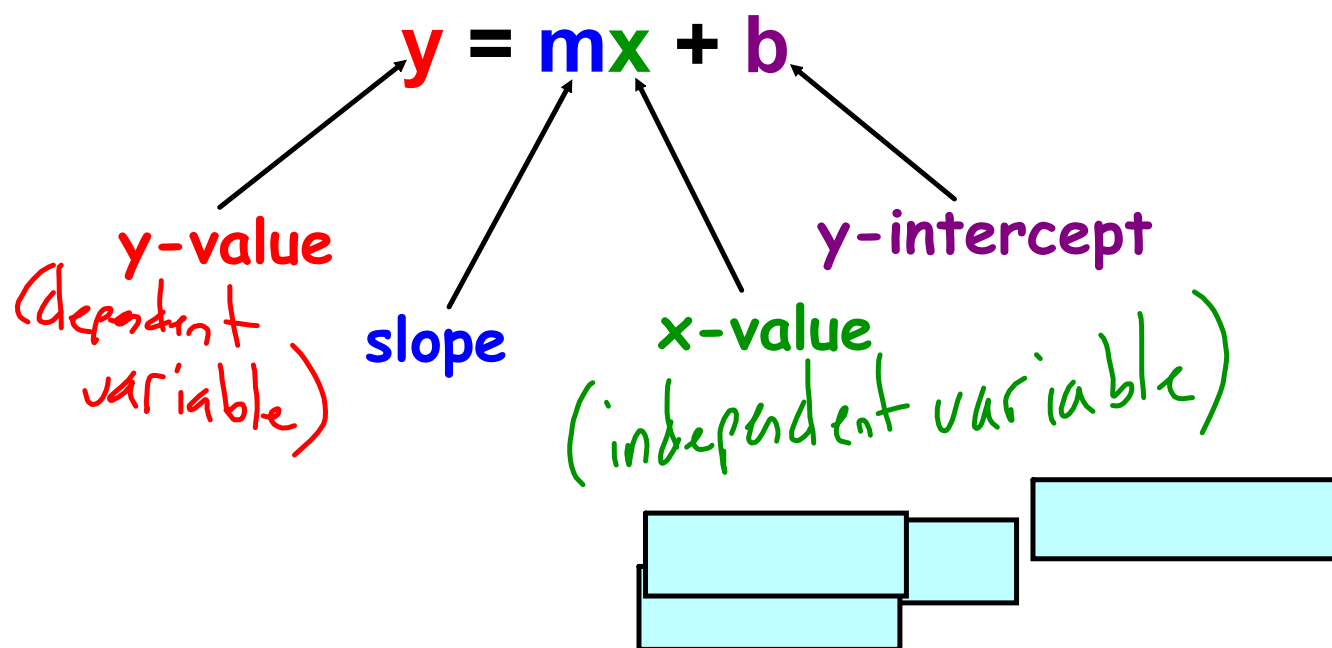 y = mx + b
y-value
(dependent
variable)
slope
x-value
(independent variable)
y-intercept